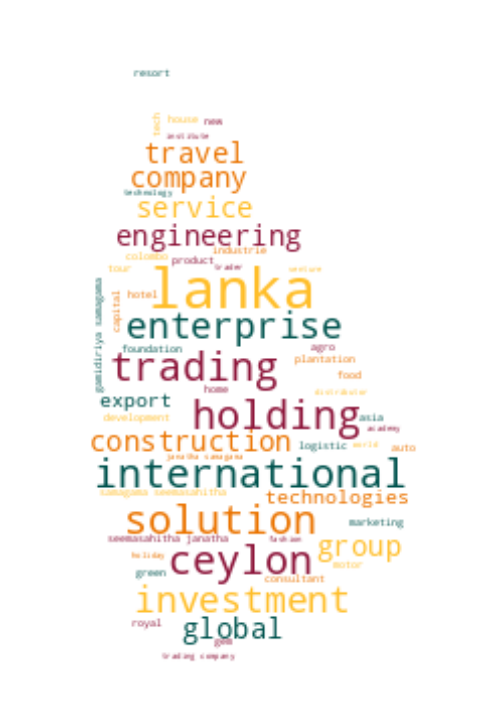 resort
tech
house
new
institute
travel
company
technology
service
engineering
industrie
colombo
product
trader
tour
venture
lanka
hotel
capital
gamidiriya samagama
enterprise
foundation
agro
trading
plantation
food
home
distributor
export
holding
development
asia
academy
construction
logistic
world
auto
janatha samagama
international
samagama seemasahitha
technologies
solution
marketing
seemasahitha janatha
fashion
group
ceylon
holiday
motor
green
consultant
investment
royal
global
gem
trading company